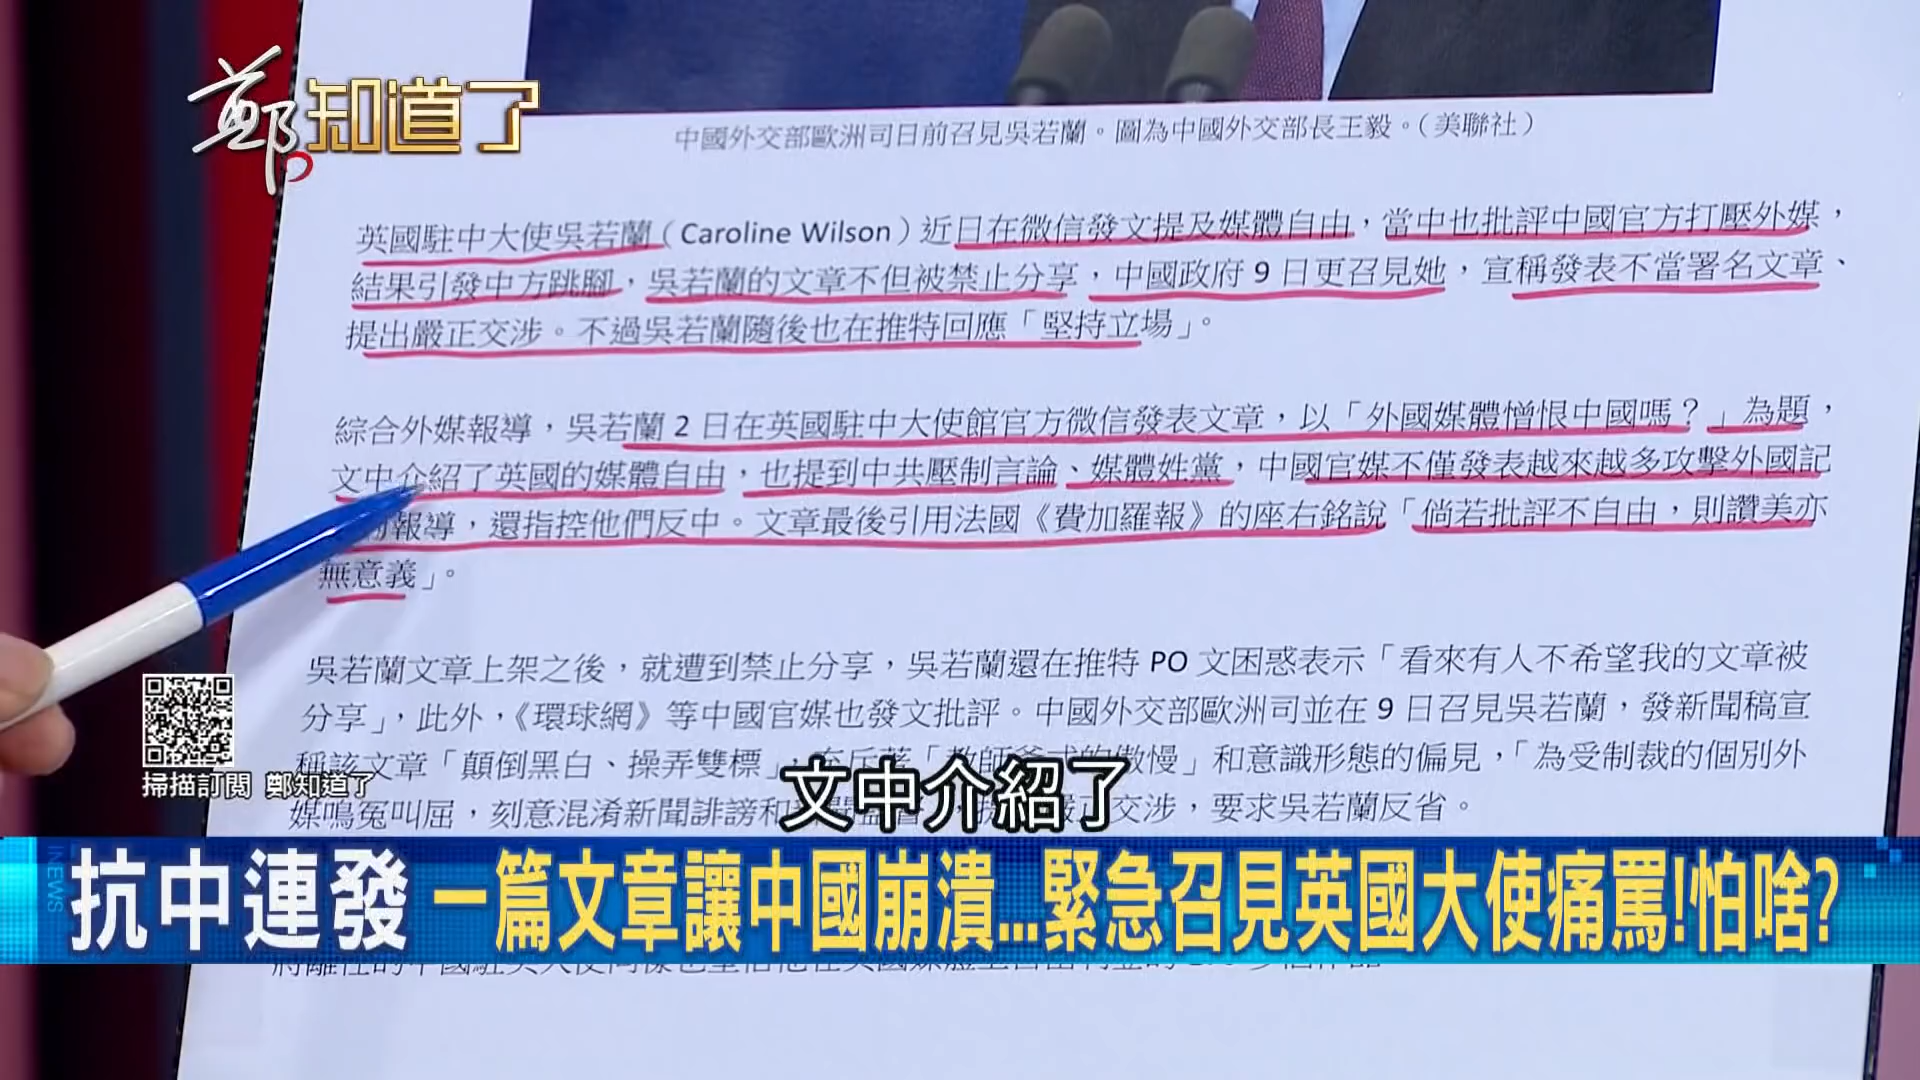 鄭知道了
中國外交部歐洲司日前召見吳若蘭。圖為中國外交部長王毅。(美聯社)
英國駐中大使吳若蘭(Caroline Wilson)近日在微信發文提及媒體自由,當中也批評中國官方打壓外媒,
結果引發中方跳腳,吳若蘭的文章不但被禁止分享,中國政府9日更召見她,宣稱發表不當署名文章、
提出嚴正交涉。不過吳若蘭隨後也在推特回應「堅持立場」。
綜合外媒報導,吳若蘭2日在英國駐中大使館官方微信發表文章,以「外國媒體憎恨中國嗎?」為題,
文中介紹了英國的媒體自由,也提到中共壓制言論、媒體姓黨,中國官媒不僅發表越來越多攻擊外國記
報導,還指控他們反中。文章最後引用法國《費加羅報》的座右銘說「倘若批評不自由,則讚美亦
無意義」。
吳若蘭文章上架之後,就遭到禁止分享,吳若蘭還在推特PO文困惑表示「看來有人不希望我的文章被
分享」,此外,《環球網》等中國官媒也發文批評。中國外交部歐洲司並在9日召見吳若蘭,發新聞稿宣
稱該文章「顛倒黑白、操弄雙標」,充斥著「教師爺式的傲慢」和意識形態的偏見,「為受制裁的個別外
媒鳴冤叫屈,刻意混淆新聞誹謗和 交涉,要求吳若蘭反省。
掃描訂閱 鄭知道了
文中介紹了
NEWS
抗中連發 一篇文章讓中國崩潰...緊急召見英國大使痛罵!怕啥?